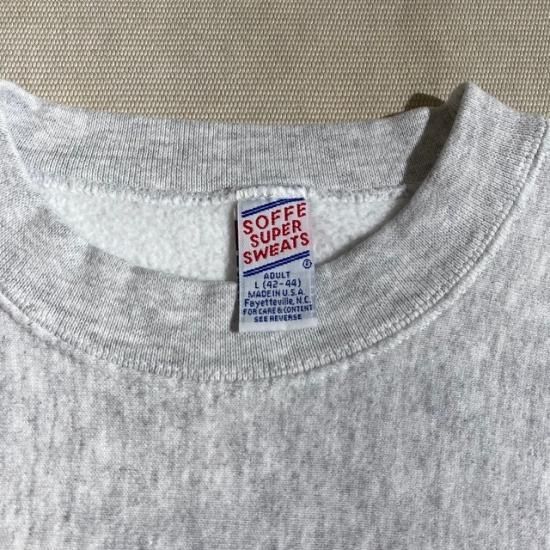 SOFFE
SUPER
SWEATS
®
ADULT
L (42-44)
MADE IN U.S.A.
Fayetteville, N.C.
FOR CARE & CONTENT
SEE REVERSE